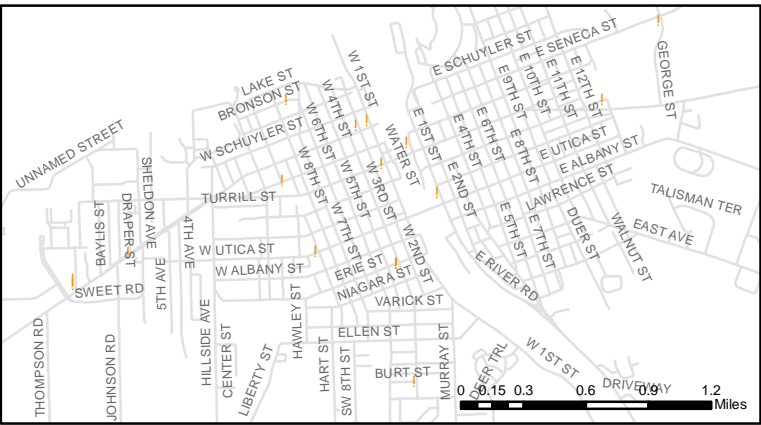 E SENECA ST
E SCHUYLER ST
GEORGE ST
W 1ST ST
LAKE ST
BRONSON ST
W 4TH ST
E 9TH ST
E 10TH ST
E 11TH ST
E 12TH ST
W 6TH ST
W SCHUYLER ST
WATER ST
E 1ST ST
E 4TH ST
E 6TH ST
E 8TH ST
E UTICA ST
E ALBANY ST
UNNAMED STREET
SHELDON AVE
W 8TH ST
W 5TH ST
W 3RD ST
E 2ND ST
LAWRENCE ST
TALISMAN TER
TURRILL ST
BAYLIS ST
DRAPER ST
4TH AVE
W 7TH ST
W 2ND ST
E 5TH ST
E 7TH ST
DUER ST
WALNUT ST
EAST AVE
W UTICA ST
W ALBANY ST
ERIE ST
NIAGARA ST
E RIVER RD
5TH AVE
SWEET RD
VARICK ST
THOMPSON RD
JOHNSON RD
HILLSIDE AVE
CENTER ST
LIBERTY ST
HAWLEY ST
HART ST
SW 8TH ST
ELLEN ST
BURT ST
MURRAY ST
DEER TRL
W 1ST ST
DRIVEWAY
0 0.15 0.3 0.6 0.9 1.2
Miles